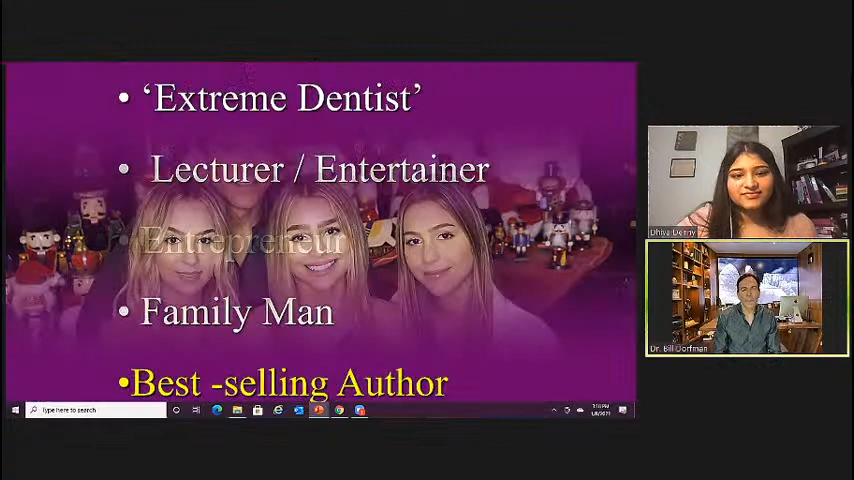 • ‘Extreme Dentist’
• Lecturer / Entertainer
• Entrepreneur
• Family Man
•Best -selling Author
Dhiya Denny
Dr. Bill Dorfman
Type here to search